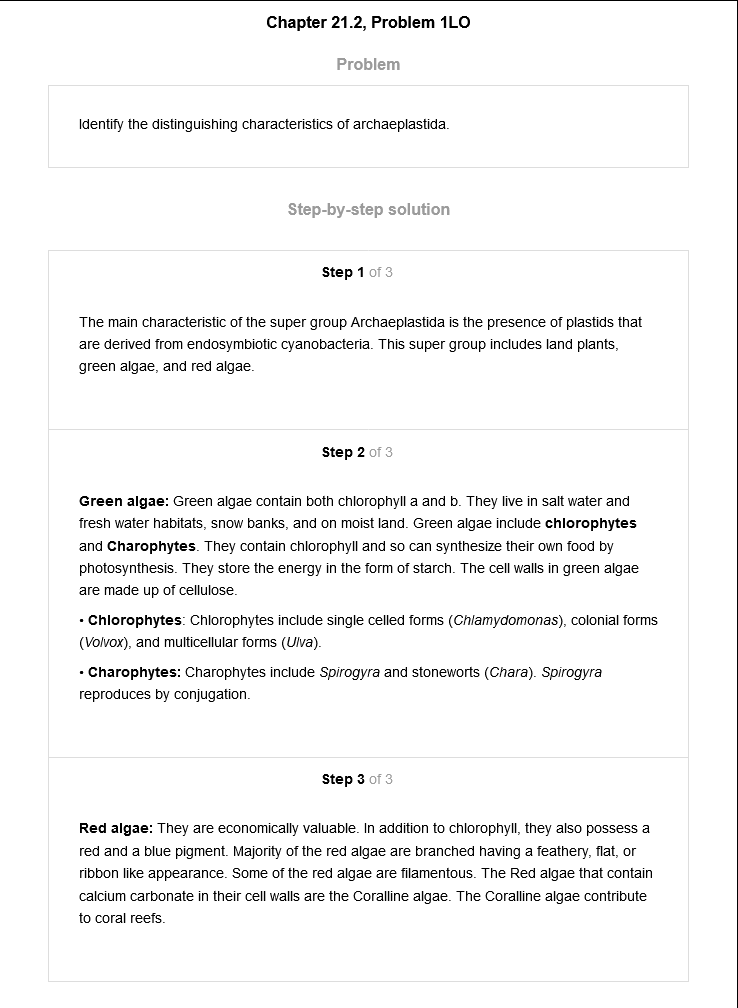 Chapter 21.2, Problem 1LO
Problem
Identify the distinguishing characteristics of archaeplastida.
Step-by-step solution
Step 1 of 3
The main characteristic of the super group Archaeplastida is the presence of plastids that
are derived from endosymbiotic cyanobacteria. This super group includes land plants,
green algae, and red algae.
Step 2 of 3
Green algae: Green algae contain both chlorophyll a and b. They live in salt water and
fresh water habitats, snow banks, and on moist land. Green algae include chlorophytes
and Charophytes. They contain chlorophyll and so can synthesize their own food by
photosynthesis. They store the energy in the form of starch. The cell walls in green algae
are made up of cellulose.
• Chlorophytes: Chlorophytes include single celled forms (Chlamydomonas), colonial forms
(Volvox), and multicellular forms (Ulva).
• Charophytes: Charophytes include Spirogyra and stoneworts (Chara). Spirogyra
reproduces by conjugation.
Step 3 of 3
Red algae: They are economically valuable. In addition to chlorophyll, they also possess a
red and a blue pigment. Majority of the red algae are branched having a feathery, flat, or
ribbon like appearance. Some of the red algae are filamentous. The Red algae that contain
calcium carbonate in their cell walls are the Coralline algae. The Coralline algae contribute
to coral reefs.